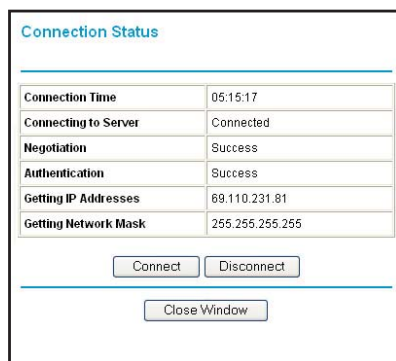 Connection Status
Connection Time 05:15:17
Connecting to Server Connected
Negotiation Success
Authentication Success
Getting IP Addresses 69.110.231.81
Getting Network Mask 255.255.255.255
Connect Disconnect
Close Window